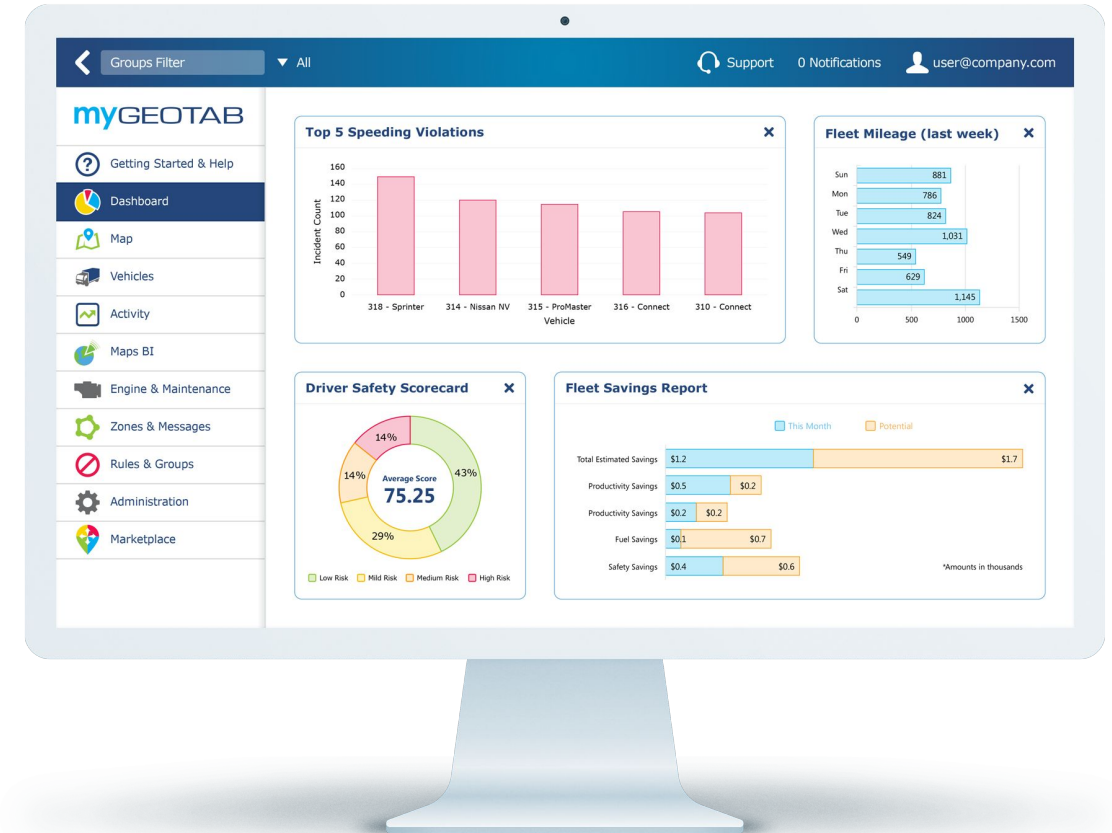 Groups Filter
All
Support
0 Notifications
user@company.com
myGEOTAB
Getting Started & Help
Dashboard
Map
Vehicles
Activity
Maps BI
Engine & Maintenance
Zones & Messages
Rules & Groups
Administration
Marketplace
Top 5 Speeding Violations
Incident Count
160
140
120
100
80
60
40
20
0
318 - Sprinter
314 - Nissan NV
315 - ProMaster
316 - Connect
310 - Connect
Vehicle
Fleet Mileage (last week)
Sun 881
Mon 786
Tue 824
Wed 1,031
Thu 549
Fri 629
Sat 1,145
0 500 1000 1500
Driver Safety Scorecard
14%
14%
43%
29%
Average Score
75.25
Low Risk
Mild Risk
Medium Risk
High Risk
Fleet Savings Report
This Month
Potential
Total Estimated Savings $1.2 $1.7
Productivity Savings $0.5 $0.2
Productivity Savings $0.2 $0.2
Fuel Savings $0.1 $0.7
Safety Savings $0.4 $0.6
*Amounts in thousands